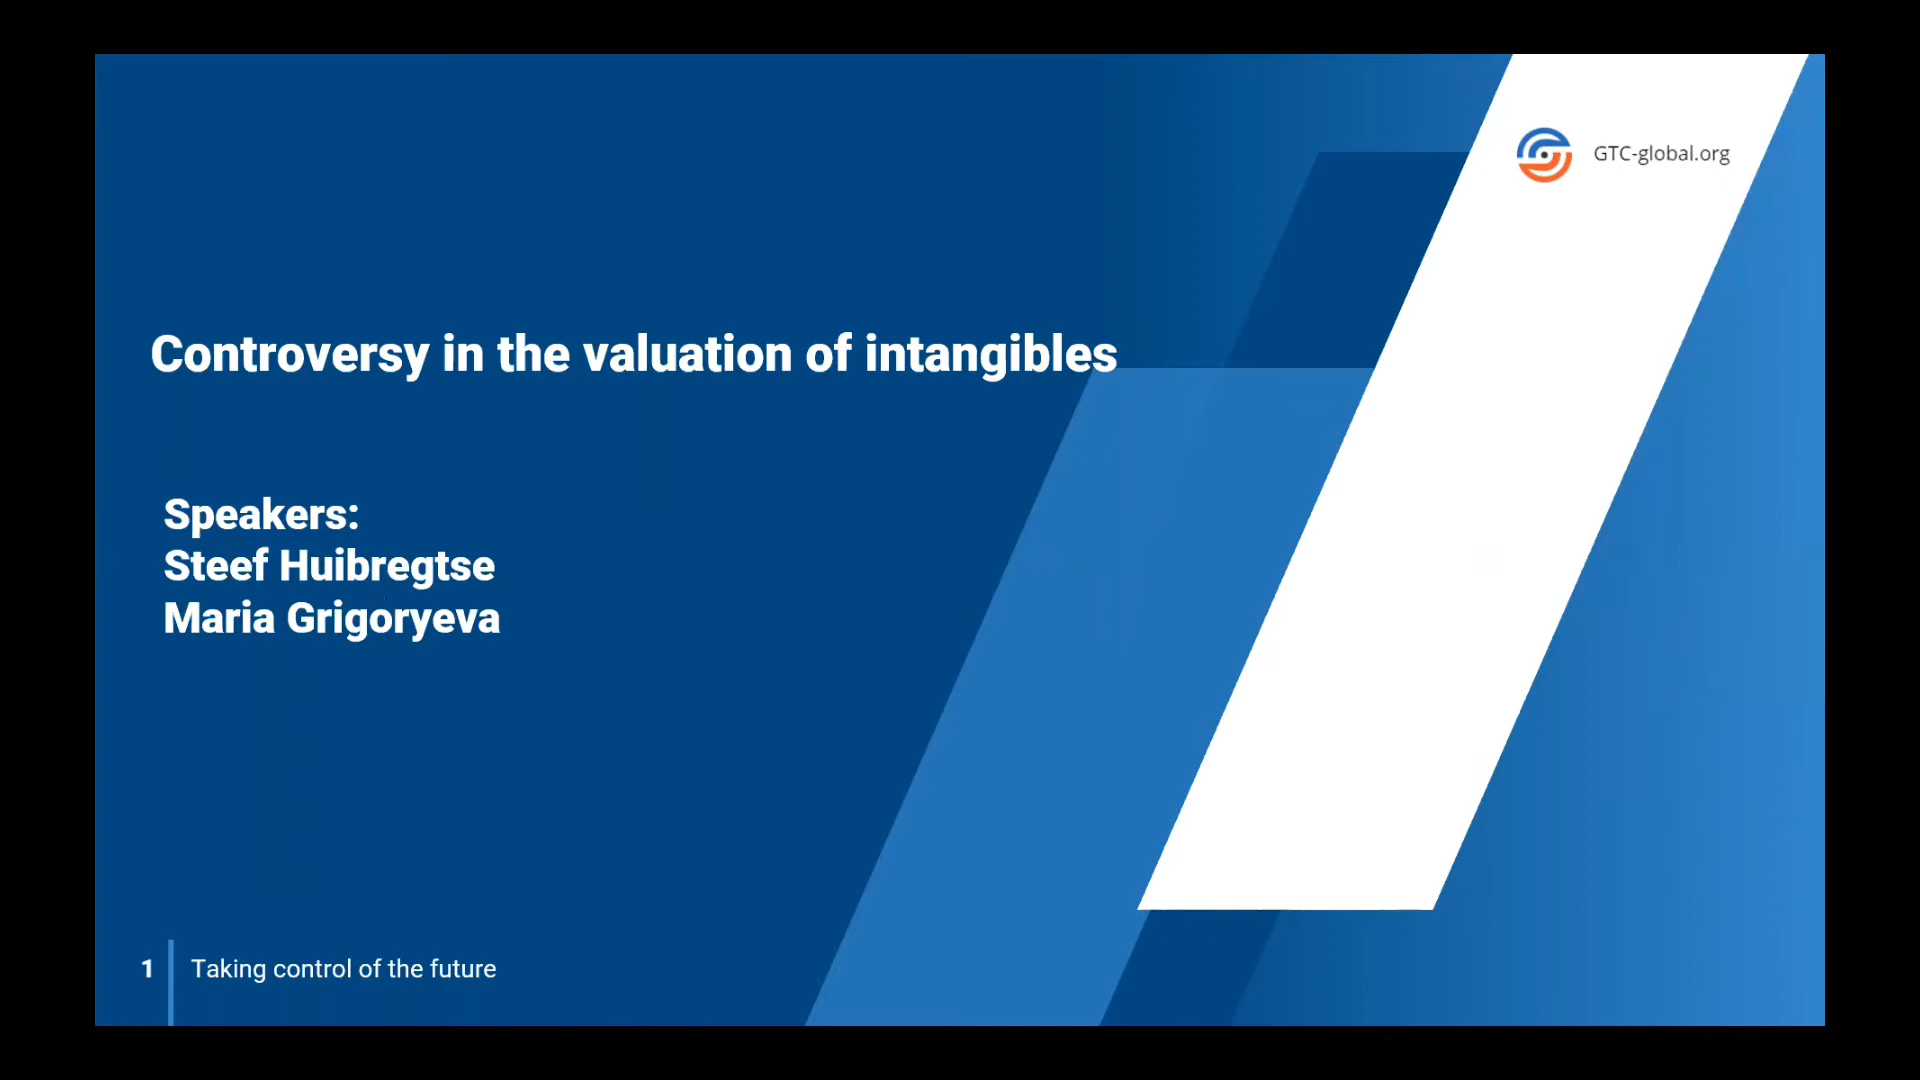 GTC-global.org
Controversy in the valuation of intangibles
Speakers:
Steef Huibregtse
Maria Grigoryeva
1
Taking control of the future